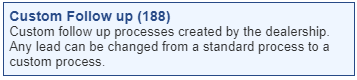 Custom Follow up (188)
Custom follow up processes created by the dealership.
Any lead can be changed from a standard process to a
custom process.